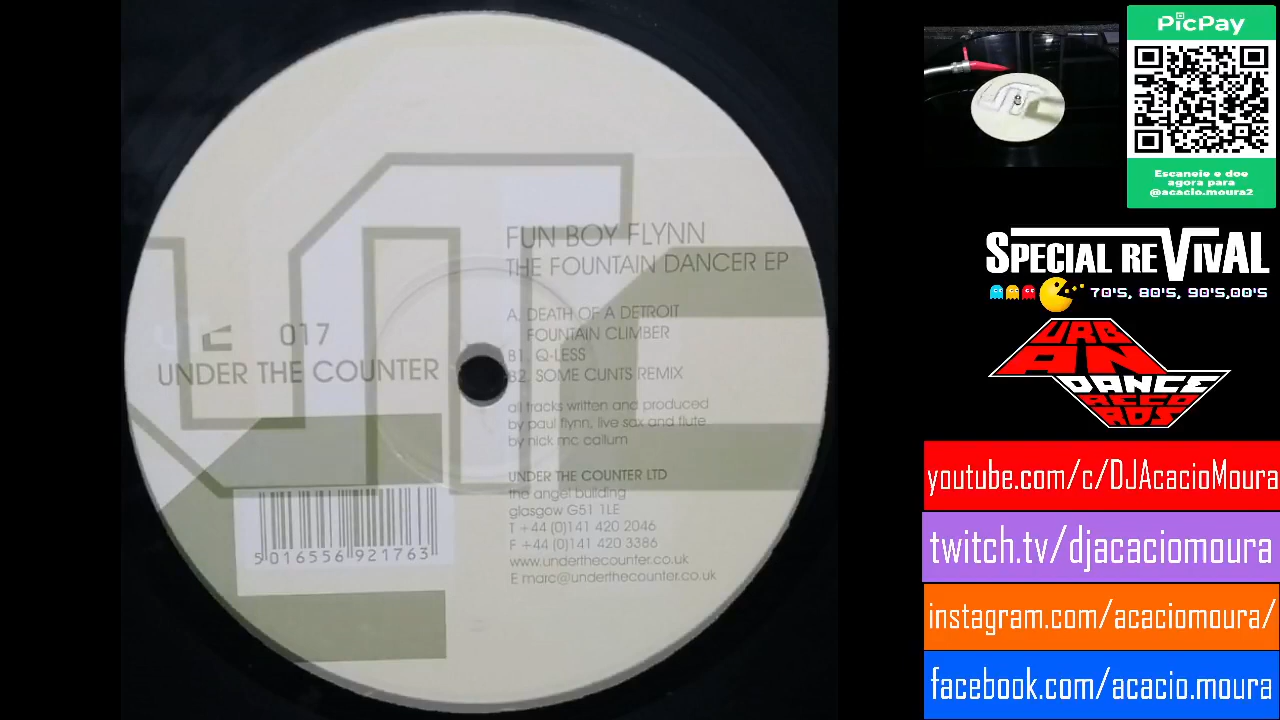 FUN BOY FLYNN
THE FOUNTAIN DANCER EP
A. DEATH OF A DETROIT
FOUNTAIN CLIMBER
B1. Q-LESS
B2. SOME CUNTS REMIX
all tracks written and produced
by paul flynn, live sax and flute
by nick mc callum
UNDER THE COUNTER LTD
the angel building
glasgow G51 1LE
T +44 (0)141 420 2046
F +44 (0)141 420 3386
www.underthecounter.co.uk
E marc@underthecounter.co.uk
017
UNDER THE COUNTER
5 016556 921763
PicPay
Escaneie e doe
agora para
@acacio.moura2
SPECIAL REVIVAL
70'S, 80'S, 90'S,00'S
URB
AN
DANCE
RECO
RDS
youtube.com/c/DJAcacioMoura
twitch.tv/djacaciomoura
instagram.com/acaciomoura/
facebook.com/acacio.moura